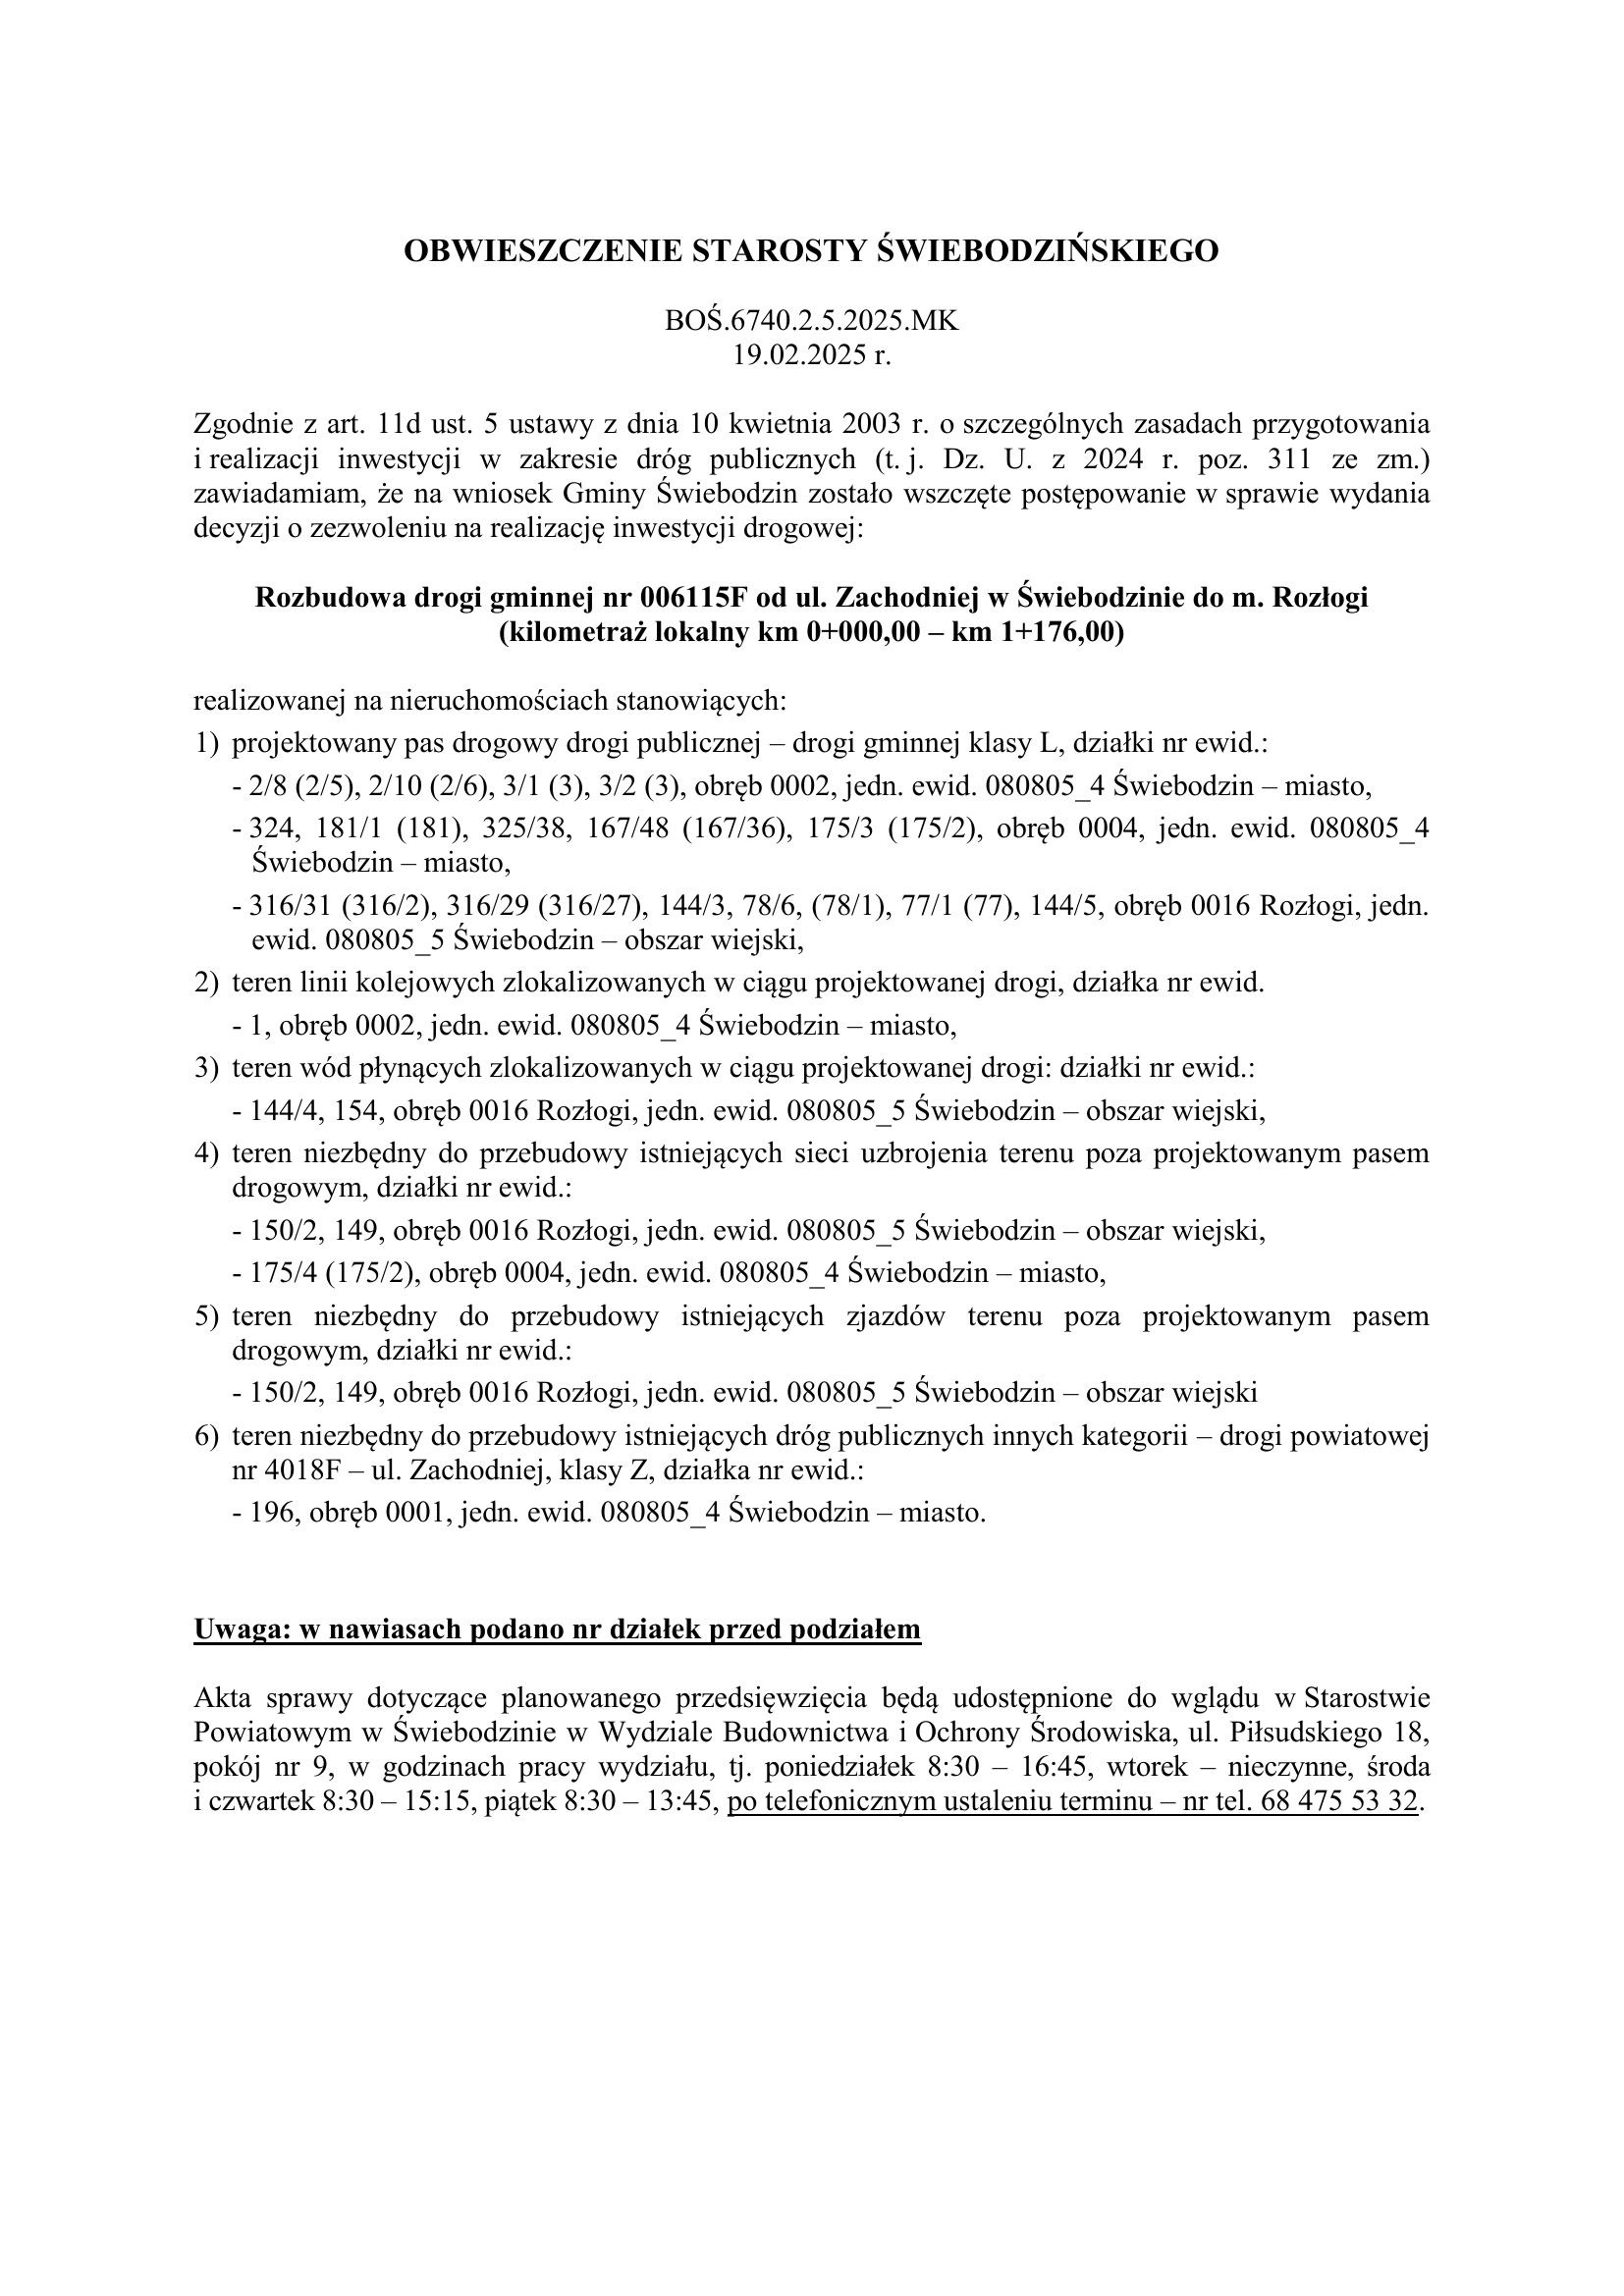 OBWIESZCZENIE STAROSTY ŚWIEBODZIŃSKIEGO
BOŚ.6740.2.5.2025.MK
19.02.2025 r.
Zgodnie z art. 11d ust. 5 ustawy z dnia 10 kwietnia 2003 r. o szczególnych zasadach przygotowania
i realizacji inwestycji w zakresie dróg publicznych (t. j. Dz. U. z 2024 r. poz. 311 ze zm.)
zawiadamiam, że na wniosek Gminy Świebodzin zostało wszczęte postępowanie w sprawie wydania
decyzji o zezwoleniu na realizację inwestycji drogowej:
Rozbudowa drogi gminnej nr 006115F od ul. Zachodniej w Świebodzinie do m. Rozłogi
(kilometraż lokalny km 0+000,00 – km 1+176,00)
realizowanej na nieruchomościach stanowiących:
1) projektowany pas drogowy drogi publicznej – drogi gminnej klasy L, działki nr ewid.:
- 2/8 (2/5), 2/10 (2/6), 3/1 (3), 3/2 (3), obręb 0002, jedn. ewid. 080805_4 Świebodzin – miasto,
- 324, 181/1 (181), 325/38, 167/48 (167/36), 175/3 (175/2), obręb 0004, jedn. ewid. 080805_4
Świebodzin – miasto,
- 316/31 (316/2), 316/29 (316/27), 144/3, 78/6, (78/1), 77/1 (77), 144/5, obręb 0016 Rozłogi, jedn.
ewid. 080805_5 Świebodzin – obszar wiejski,
2) teren linii kolejowych zlokalizowanych w ciągu projektowanej drogi, działka nr ewid.
- 1, obręb 0002, jedn. ewid. 080805_4 Świebodzin – miasto,
3) teren wód płynących zlokalizowanych w ciągu projektowanej drogi: działki nr ewid.:
- 144/4, 154, obręb 0016 Rozłogi, jedn. ewid. 080805_5 Świebodzin – obszar wiejski,
4) teren niezbędny do przebudowy istniejących sieci uzbrojenia terenu poza projektowanym pasem
drogowym, działki nr ewid.:
- 150/2, 149, obręb 0016 Rozłogi, jedn. ewid. 080805_5 Świebodzin – obszar wiejski,
- 175/4 (175/2), obręb 0004, jedn. ewid. 080805_4 Świebodzin – miasto,
5) teren niezbędny do przebudowy istniejących zjazdów terenu poza projektowanym pasem
drogowym, działki nr ewid.:
- 150/2, 149, obręb 0016 Rozłogi, jedn. ewid. 080805_5 Świebodzin – obszar wiejski
6) teren niezbędny do przebudowy istniejących dróg publicznych innych kategorii – drogi powiatowej
nr 4018F – ul. Zachodniej, klasy Z, działka nr ewid.:
- 196, obręb 0001, jedn. ewid. 080805_4 Świebodzin – miasto.
Uwaga: w nawiasach podano nr działek przed podziałem
Akta sprawy dotyczące planowanego przedsięwzięcia będą udostępnione do wglądu w Starostwie
Powiatowym w Świebodzinie w Wydziale Budownictwa i Ochrony Środowiska, ul. Piłsudskiego 18,
pokój nr 9, w godzinach pracy wydziału, tj. poniedziałek 8:30 – 16:45, wtorek – nieczynne, środa
i czwartek 8:30 – 15:15, piątek 8:30 – 13:45, po telefonicznym ustaleniu terminu – nr tel. 68 475 53 32.